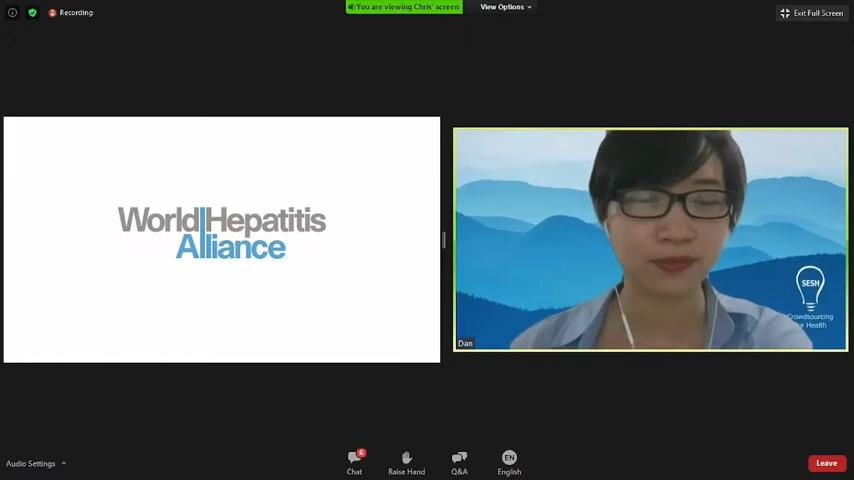 Recording
You are viewing Chris' screen
View Options
Exit Full Screen
World Hepatitis
Alliance
SESH
Crowdsourcing
for Health
Dan
Audio Settings
6
Chat
Raise Hand
Q&A
EN
English
Leave